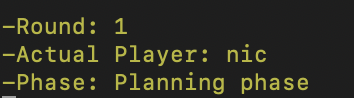 –Round: 1
–Actual Player: nic
–Phase: Planning phase